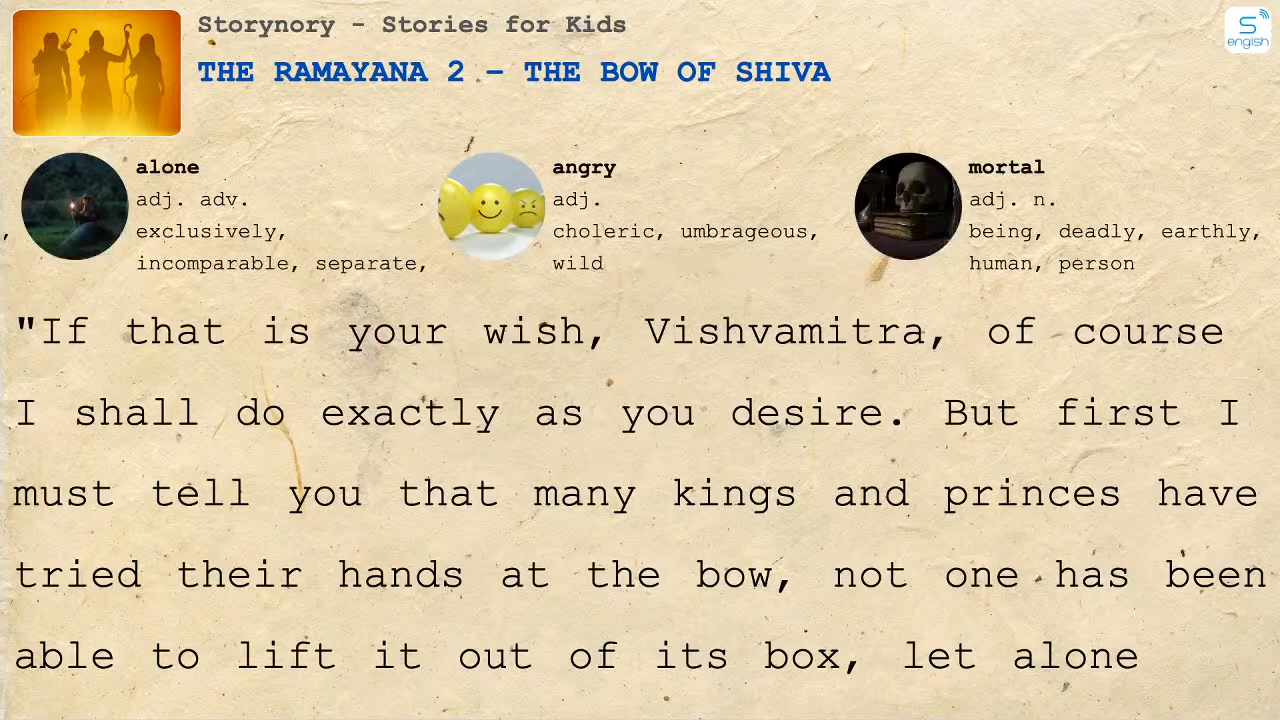 Storynory - Stories for Kids
THE RAMAYANA 2 – THE BOW OF SHIVA
S
english
alone
adj. adv.
exclusively,
incomparable, separate,
angry
adj.
choleric, umbrageous,
wild
mortal
adj. n.
being, deadly, earthly,
human, person
"If that is your wish, Vishvamitra, of course
I shall do exactly as you desire. But first I
must tell you that many kings and princes have
tried their hands at the bow, not one has been
able to lift it out of its box, let alone